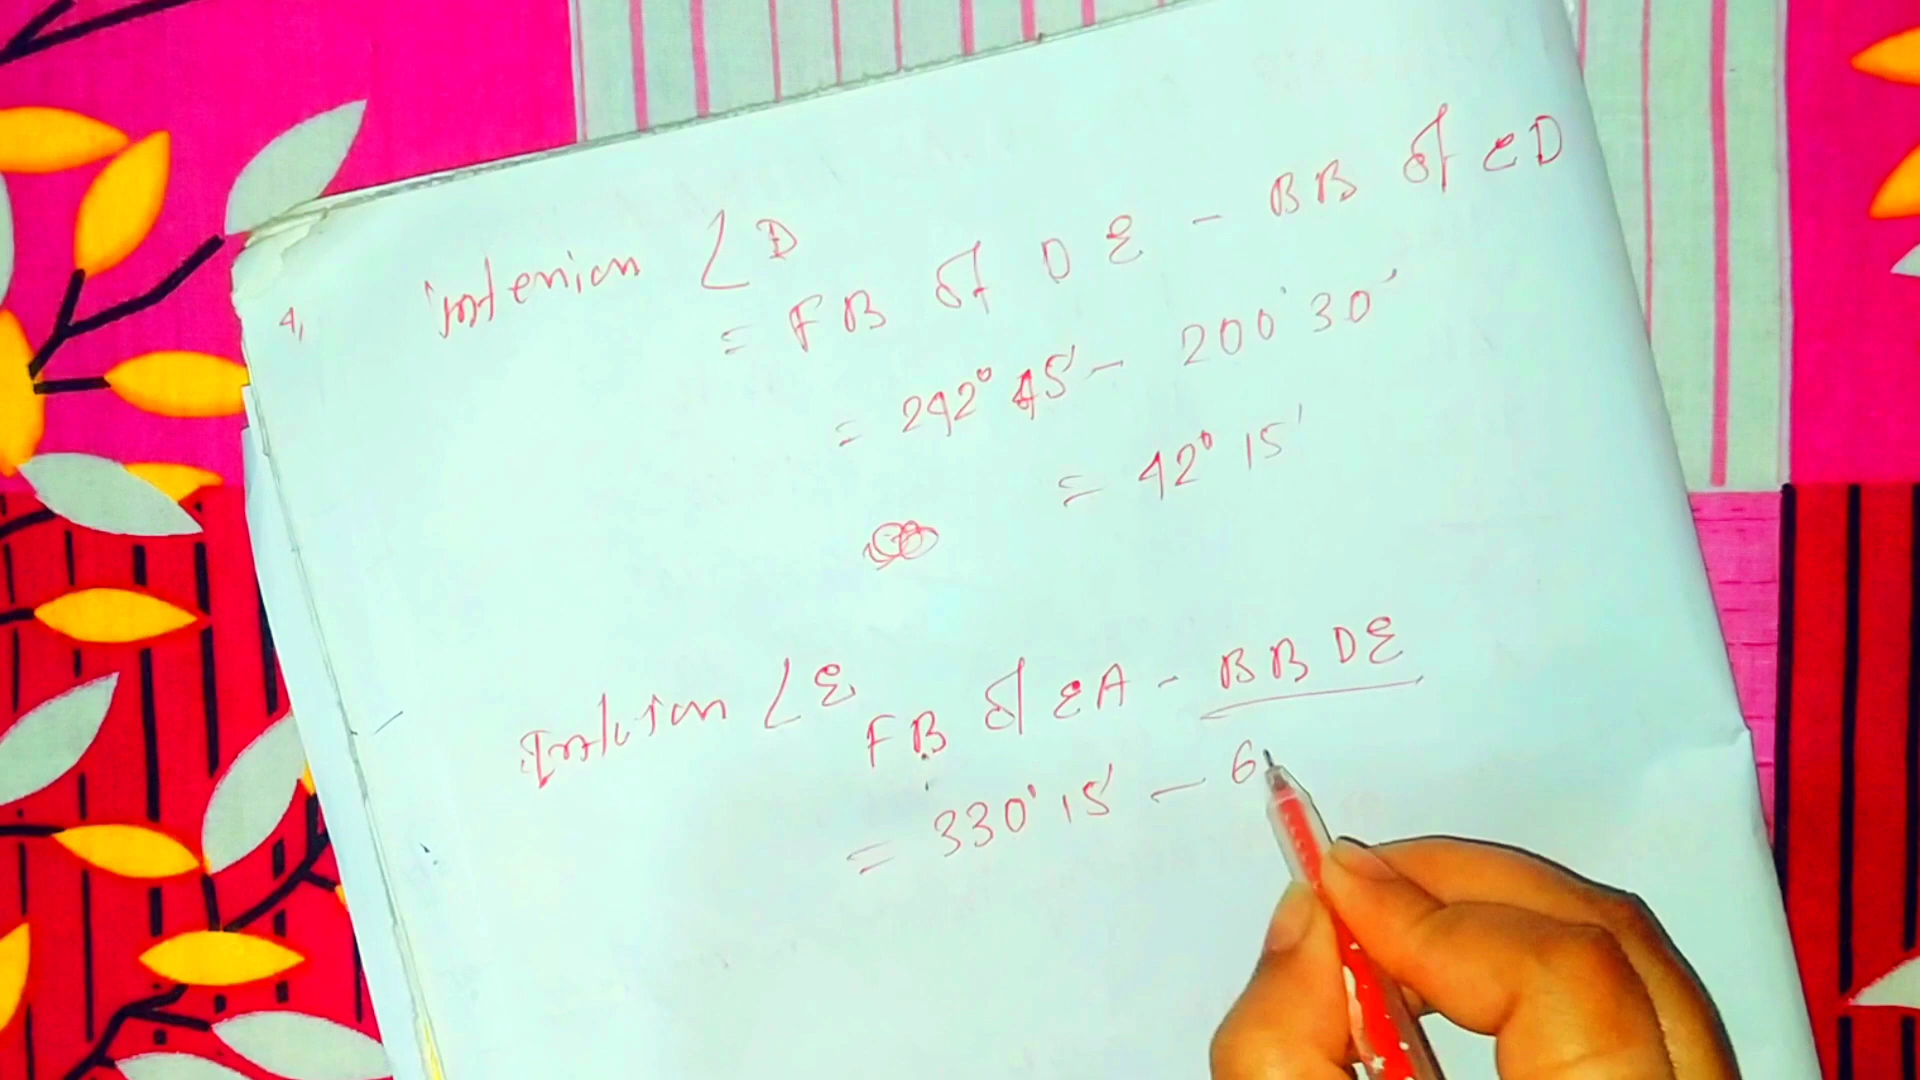 4, interior ∠D
= FB of DE - BB of CD
= 242° 45' - 200° 30'
= 42° 15'
Interior ∠E
FB of EA - BB DE
= 330° 15' - 6